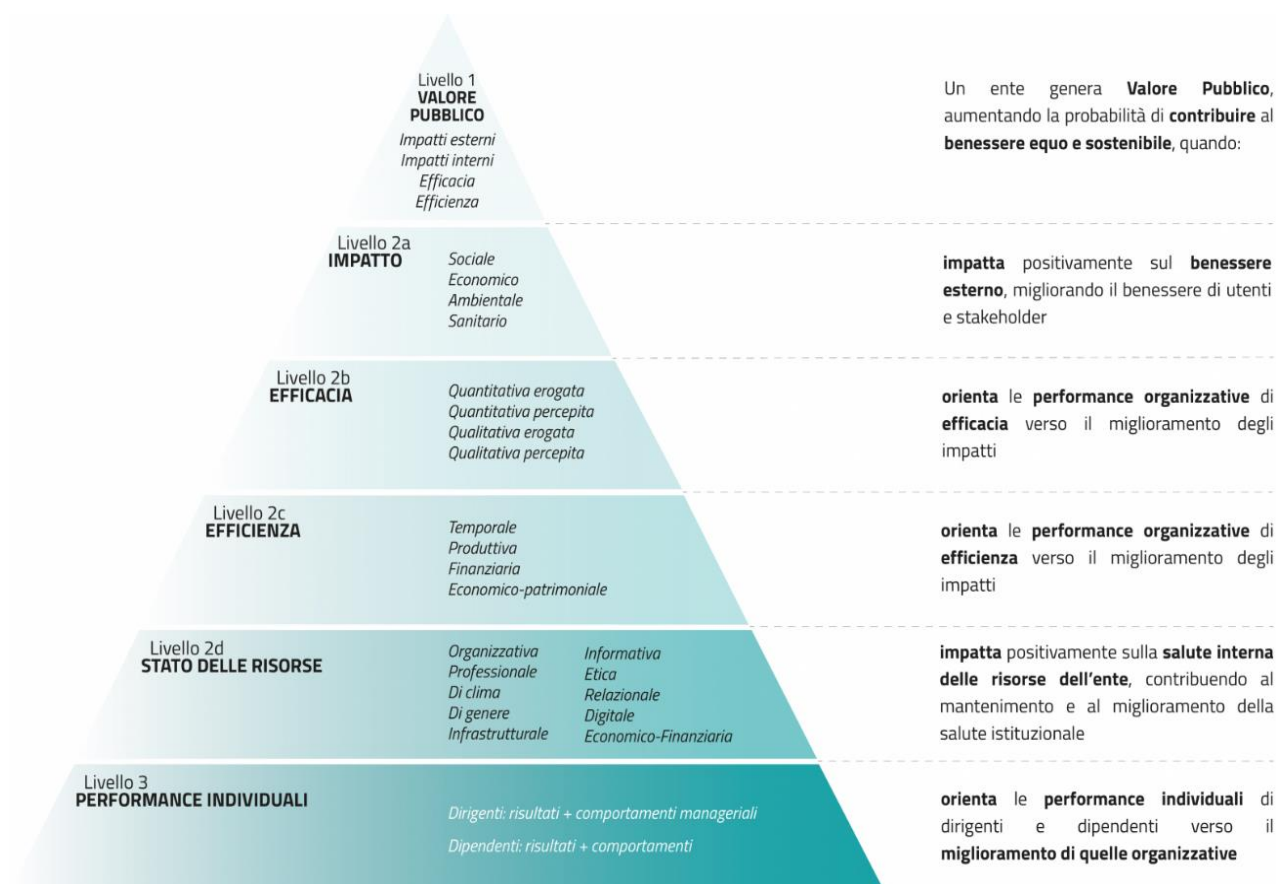 Livello 1
VALORE
PUBBLICO
Impatti esterni
Impatti interni
Efficacia
Efficienza
Un ente genera Valore Pubblico,
aumentando la probabilità di contribuire al
benessere equo e sostenibile, quando:
Livello 2a
IMPATTO
Sociale
Economico
Ambientale
Sanitario
impatta positivamente sul benessere
esterno, migliorando il benessere di utenti
e stakeholder
Livello 2b
EFFICACIA
Quantitativa erogata
Quantitativa percepita
Qualitativa erogata
Qualitativa percepita
orienta le performance organizzative di
efficacia verso il miglioramento degli
impatti
Livello 2c
EFFICIENZA
Temporale
Produttiva
Finanziaria
Economico-patrimoniale
orienta le performance organizzative di
efficienza verso il miglioramento degli
impatti
Livello 2d
STATO DELLE RISORSE
Organizzativa
Professionale
Di clima
Di genere
Infrastrutturale
Informativa
Etica
Relazionale
Digitale
Economico-Finanziaria
impatta positivamente sulla salute interna
delle risorse dell’ente, contribuendo al
mantenimento e al miglioramento della
salute istituzionale
Livello 3
PERFORMANCE INDIVIDUALI
Dirigenti: risultati + comportamenti manageriali
Dipendenti: risultati + comportamenti
orienta le performance individuali di
dirigenti e dipendenti verso il
miglioramento di quelle organizzative